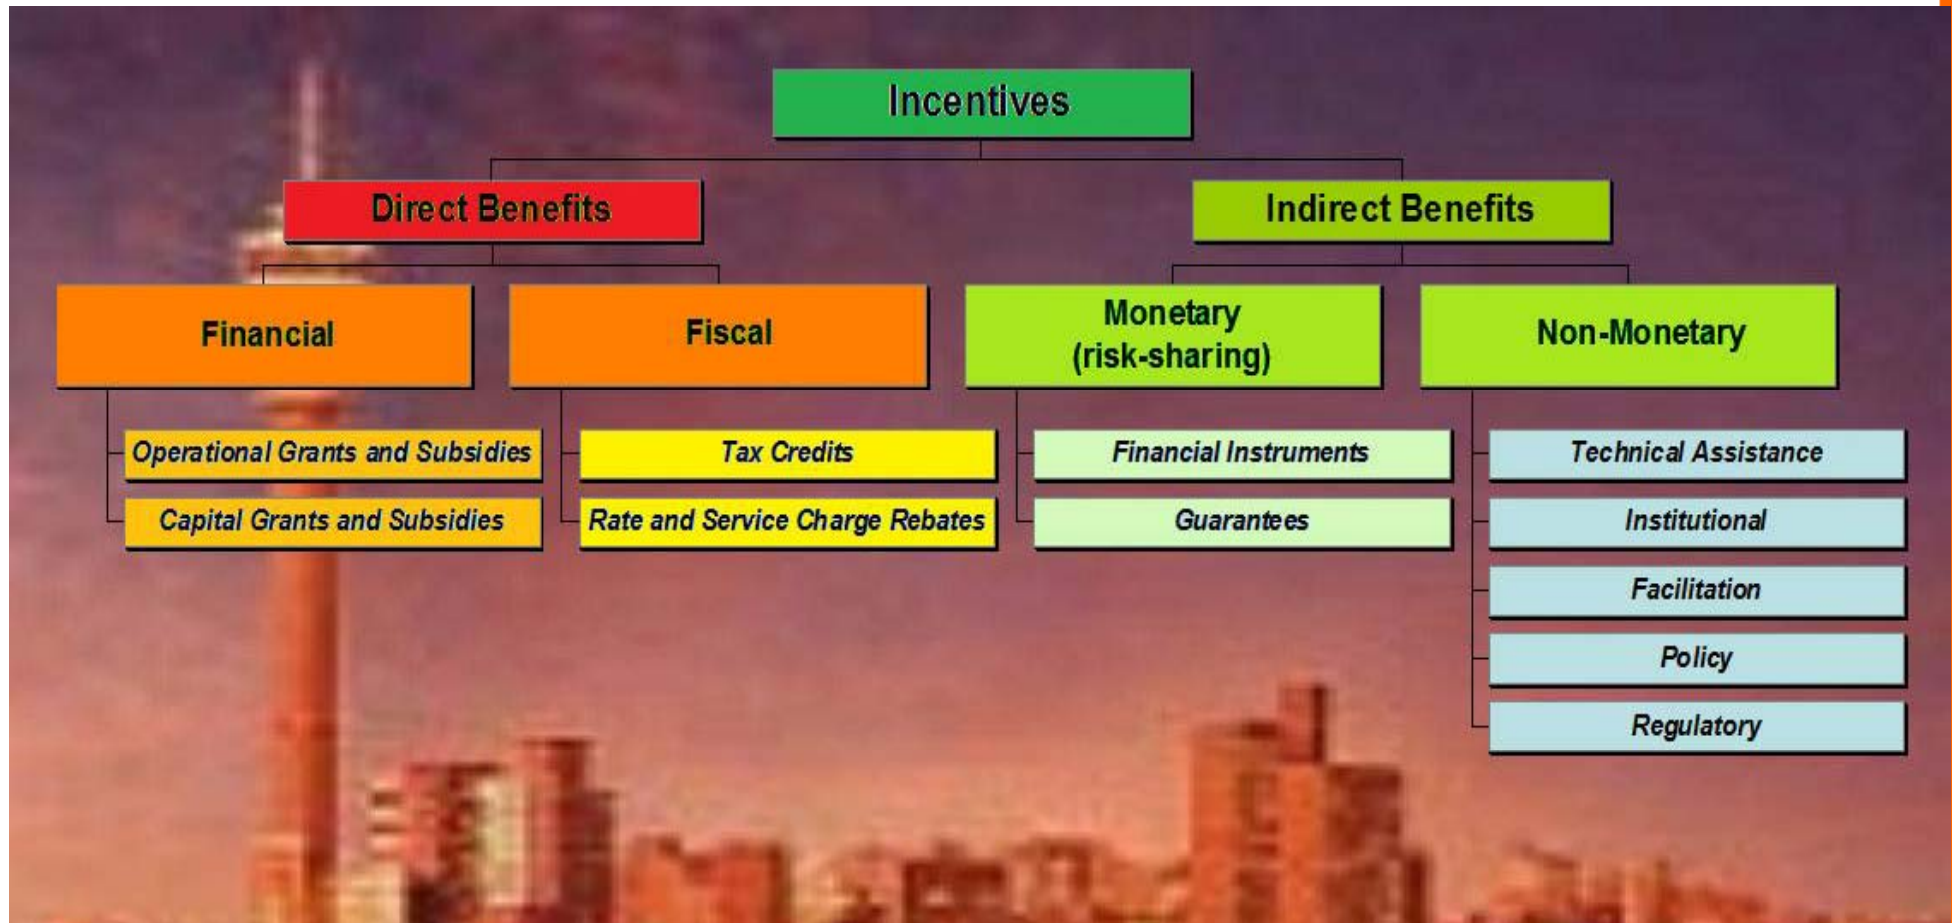 Incentives
Direct Benefits
Indirect Benefits
Financial
Fiscal
Monetary
(risk-sharing)
Non-Monetary
Operational Grants and Subsidies
Capital Grants and Subsidies
Tax Credits
Rate and Service Charge Rebates
Financial Instruments
Guarantees
Technical Assistance
Institutional
Facilitation
Policy
Regulatory